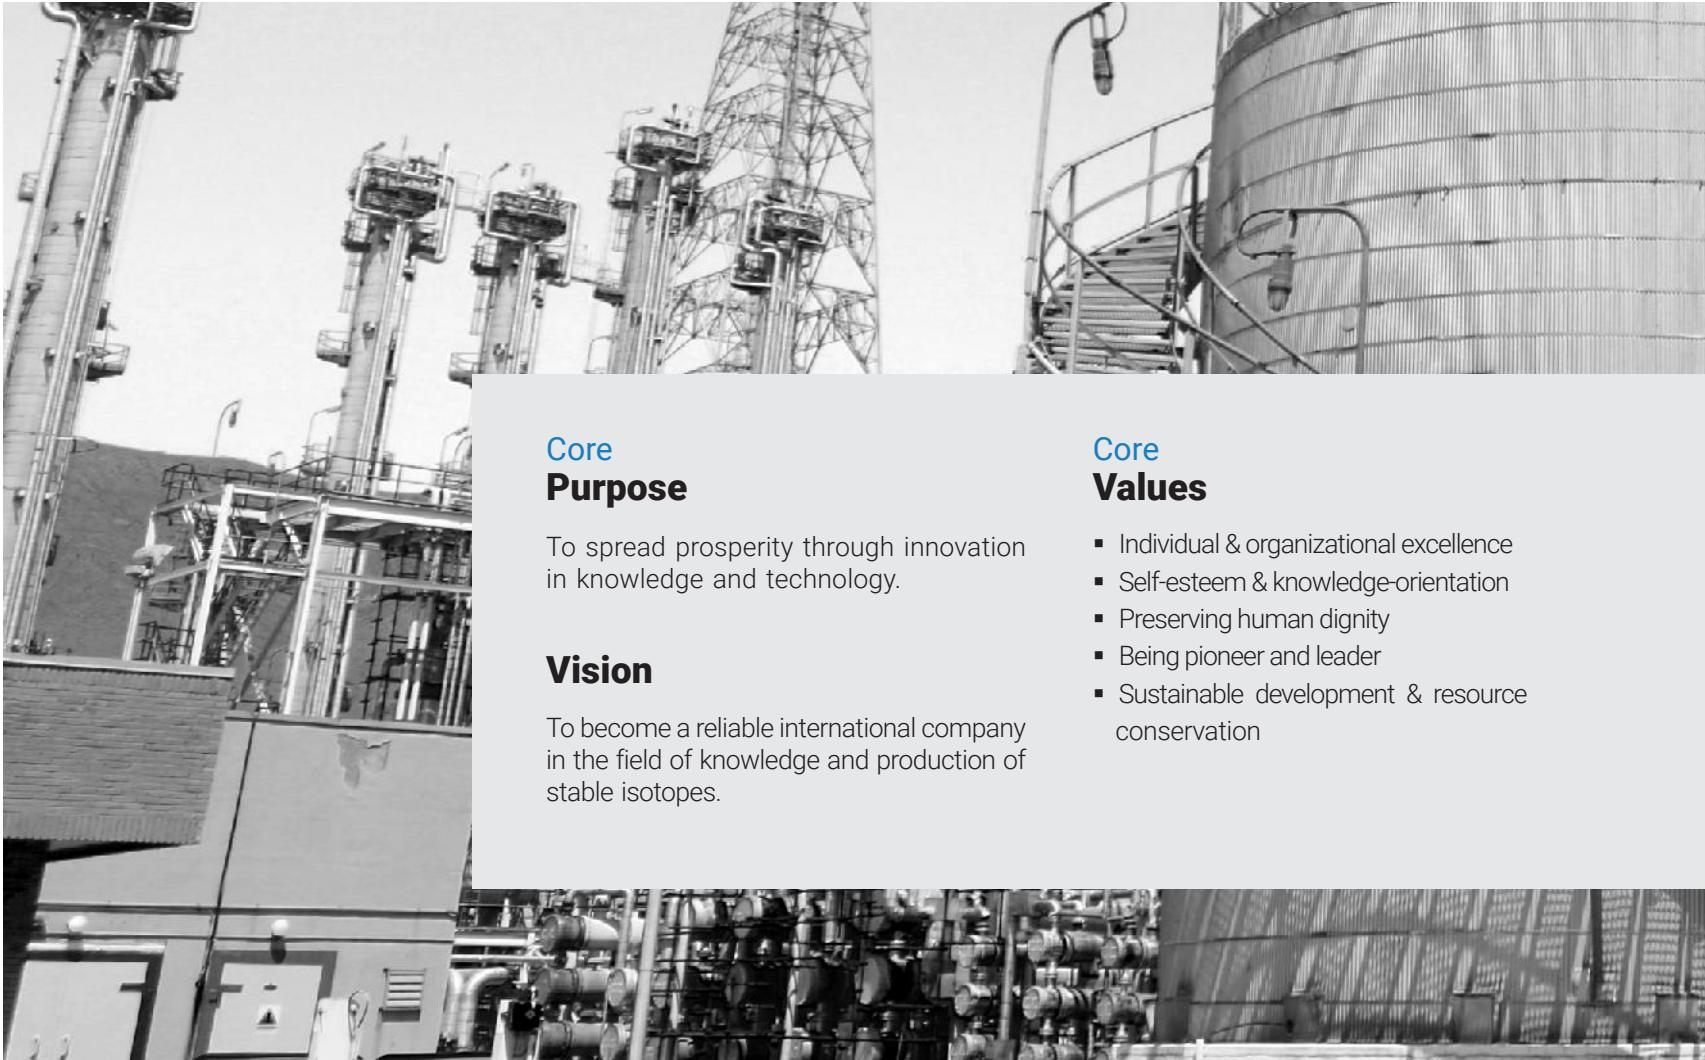 Core
Purpose
To spread prosperity through innovation
in knowledge and technology.
Vision
To become a reliable international company
in the field of knowledge and production of
stable isotopes.
Core
Values
▪ Individual & organizational excellence
▪ Self-esteem & knowledge-orientation
▪ Preserving human dignity
▪ Being pioneer and leader
▪ Sustainable development & resource
conservation